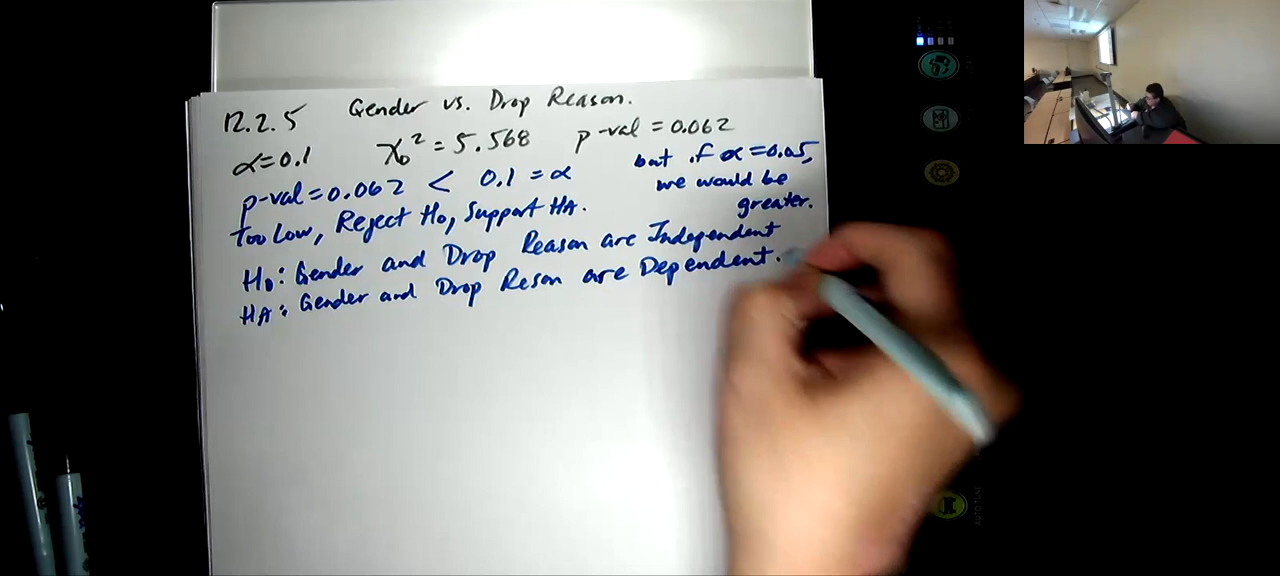 12.2.5 Gender vs. Drop Reason.
α=0.1 χ₀² = 5.568 p-val = 0.062
p-val = 0.062 < 0.1 = α
but if α = 0.05,
we would be
greater.
Too Low, Reject H₀, Support HA.
H₀: Gender and Drop Reason are Independent
HA: Gender and Drop Reson are Dependent.